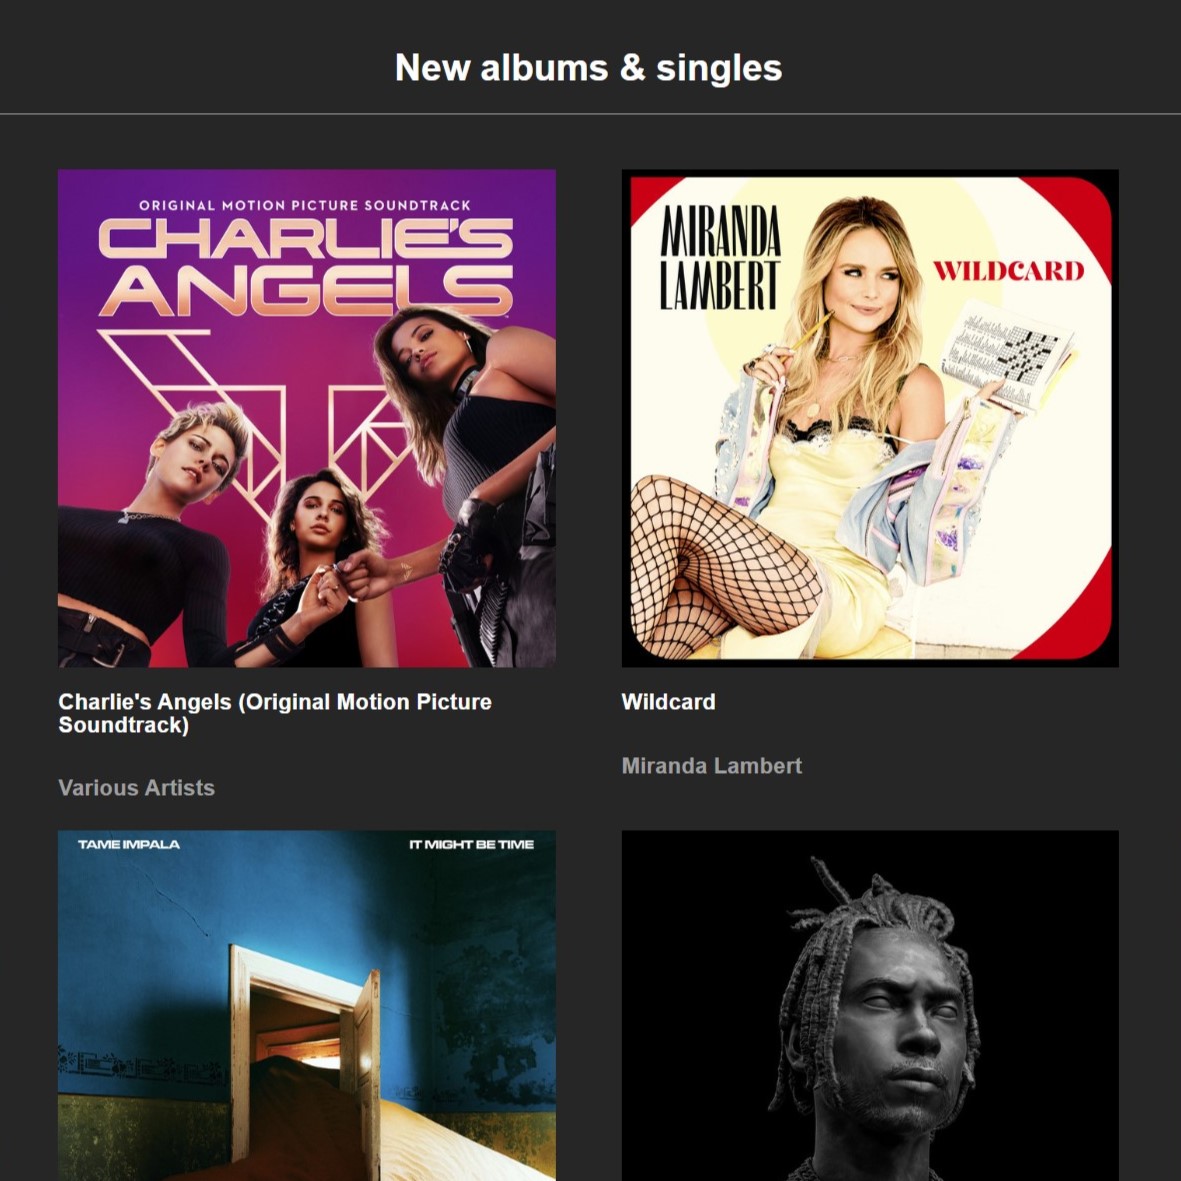 New albums & singles
ORIGINAL MOTION PICTURE SOUNDTRACK
CHARLIE'S
ANGELS
MIRANDA
LAMBERT
WILDCARD
Charlie's Angels (Original Motion Picture
Soundtrack)
Various Artists
Wildcard
Miranda Lambert
TAME IMPALA
IT MIGHT BE TIME